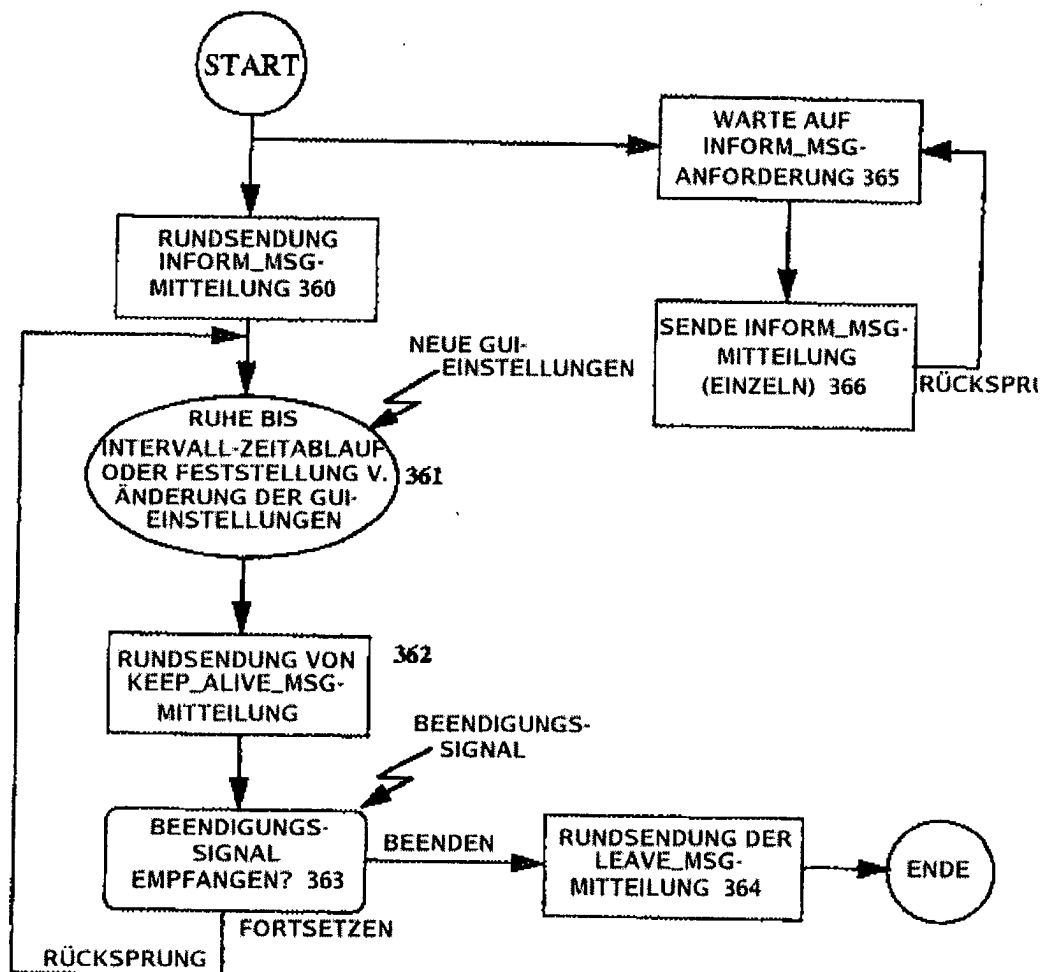 START
WARTE AUF
INFORM_MSG-
ANFORDERUNG 365
RUNDSENDUNG
INFORM_MSG-
MITTEILUNG 360
SENDE INFORM_MSG-
MITTEILUNG
(EINZELN) 366
RÜCKSPRU
NEUE GUI-
EINSTELLUNGEN
RUHE BIS
INTERVALL-ZEITABLAUF
ODER FESTSTELLUNG V.
ÄNDERUNG DER GUI-
EINSTELLUNGEN
361
RUNDSENDUNG VON
KEEP_ALIVE_MSG-
MITTEILUNG
362
BEENDIGUNGS-
SIGNAL
BEENDIGUNGS-
SIGNAL
EMPFANGEN? 363
BEENDEN
RUNDSENDUNG DER
LEAVE_MSG-
MITTEILUNG 364
ENDE
FORTSETZEN
RÜCKSPRUNG